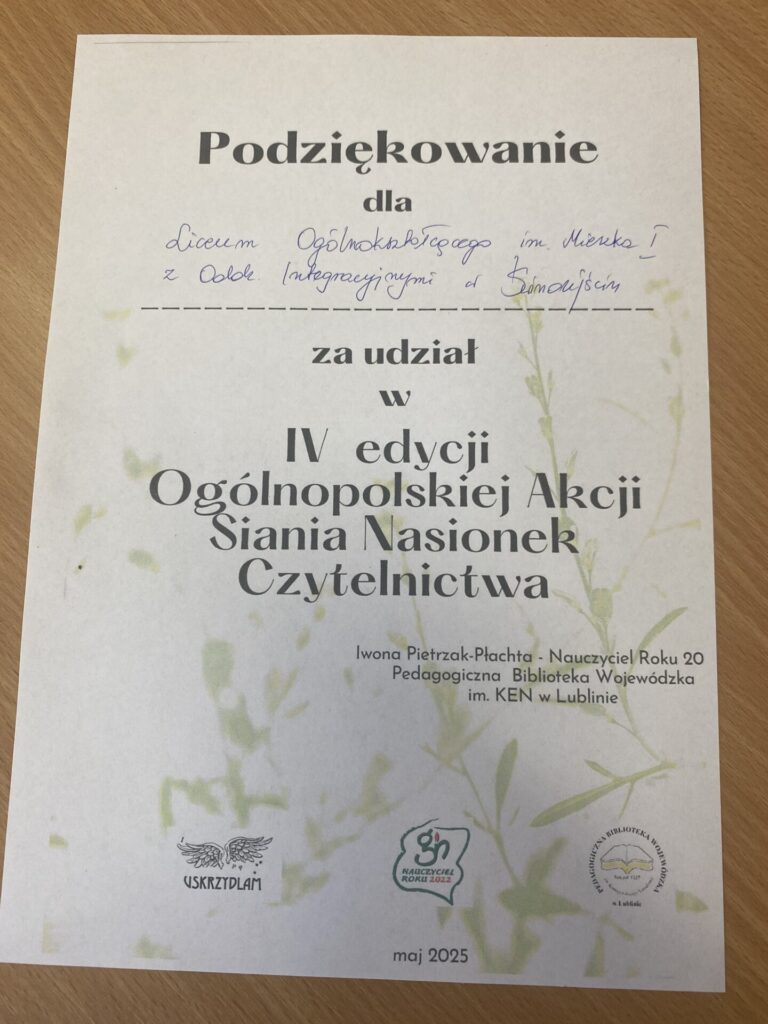 Podziękowanie
dla
Liceum Ogólnokształcącego im. Mieszka I
z Oddz. Integracyjnymi w Świnoujściu
za udział
w
IV edycji
Ogólnopolskiej Akcji
Siania Nasionek
Czytelnictwa
Iwona Pietrzak-Płachta - Nauczyciel Roku 20
Pedagogiczna Biblioteka Wojewódzka
im. KEN w Lublinie
USKRZYDLAM
gn
NAUCZYCIEL
ROKU 2022
PEDAGOGICZNA BIBLIOTEKA WOJEWÓDZKA
w Lublinie
maj 2025